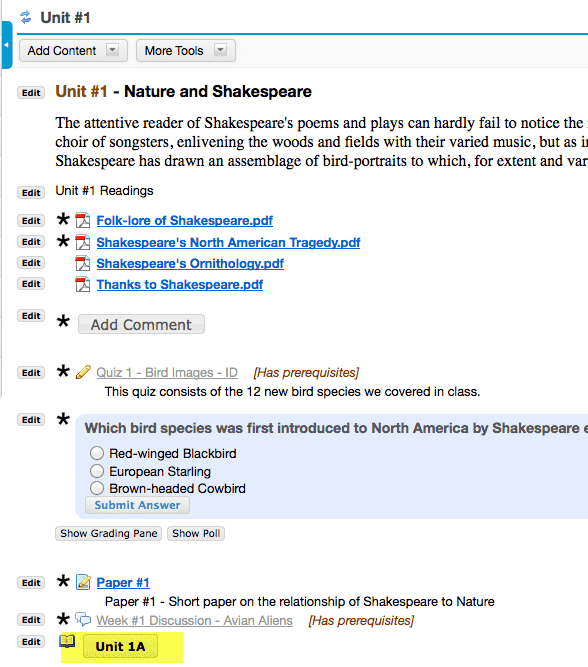 Unit #1
Add Content More Tools
Edit Unit #1 - Nature and Shakespeare
The attentive reader of Shakespeare's poems and plays can hardly fail to notice the
choir of songsters, enlivening the woods and fields with their varied music, but as
Shakespeare has drawn an assemblage of bird-portraits to which, for extent and
Edit Unit #1 Readings
Edit * Folk-lore of Shakespeare.pdf
Edit * Shakespeare's North American Tragedy.pdf
Edit Shakespeare's Ornithology.pdf
Edit Thanks to Shakespeare.pdf
Edit * Add Comment
Edit * Quiz 1 - Bird Images - ID [Has prerequisites]
This quiz consists of the 12 new bird species we covered in class.
Edit * Which bird species was first introduced to North America by Shakespeare
Red-winged Blackbird
European Starling
Brown-headed Cowbird
Submit Answer
Show Grading Pane Show Poll
Edit * Paper #1
Paper #1 - Short paper on the relationship of Shakespeare to Nature
Edit * Week #1 Discussion - Avian Aliens [Has prerequisites]
Edit Unit 1A